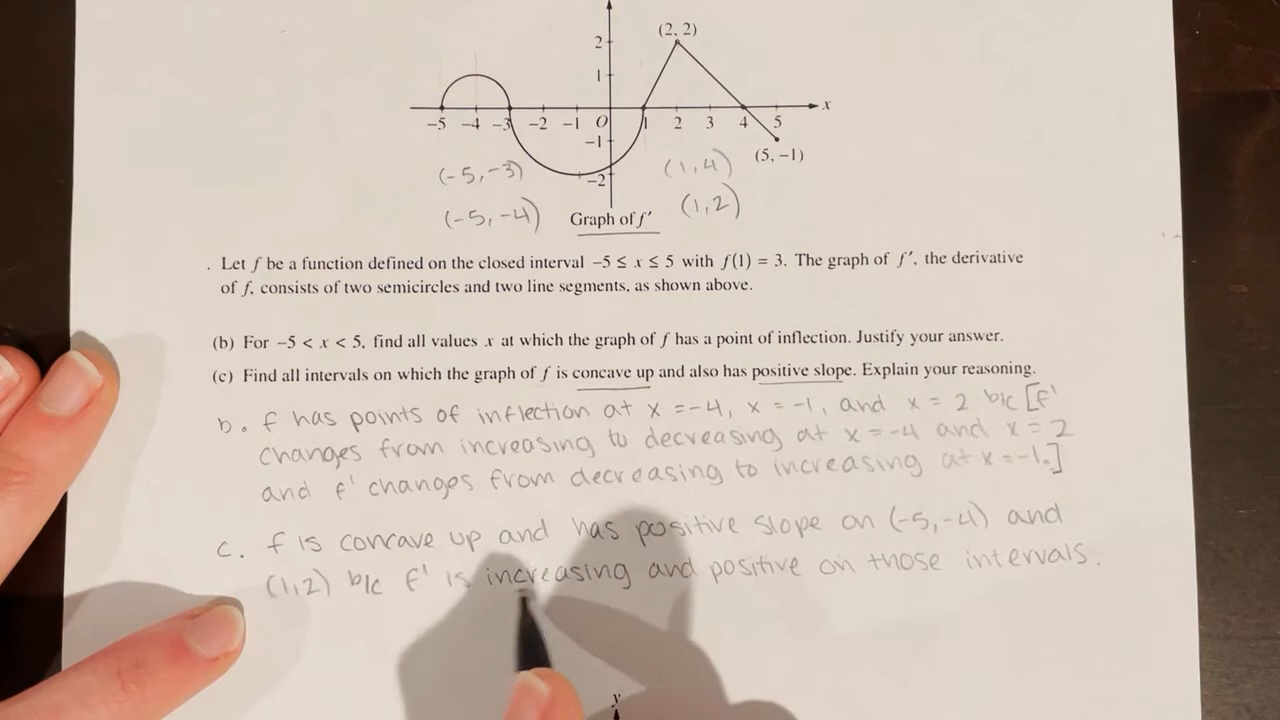 (2, 2)
2
1
x
−5 −4 −3 −2 −1 O 1 2 3 4 5
−1
(5, −1)
(-5,-3)
(1,4)
−2
(-5,-4)
(1,2)
Graph of f′
. Let f be a function defined on the closed interval −5 ≤ x ≤ 5 with f(1) = 3. The graph of f′, the derivative
of f, consists of two semicircles and two line segments, as shown above.
(b) For −5 < x < 5, find all values x at which the graph of f has a point of inflection. Justify your answer.
(c) Find all intervals on which the graph of f is concave up and also has positive slope. Explain your reasoning.
b. f has points of inflection at x = -4, x = -1, and x = 2 b/c [f'
changes from increasing to decreasing at x = -4 and x = 2
and f' changes from decreasing to increasing at x = -1.]
c. f is concave up and has positive slope on (-5,-4) and
(1,2) b/c f' is increasing and positive on those intervals.
y